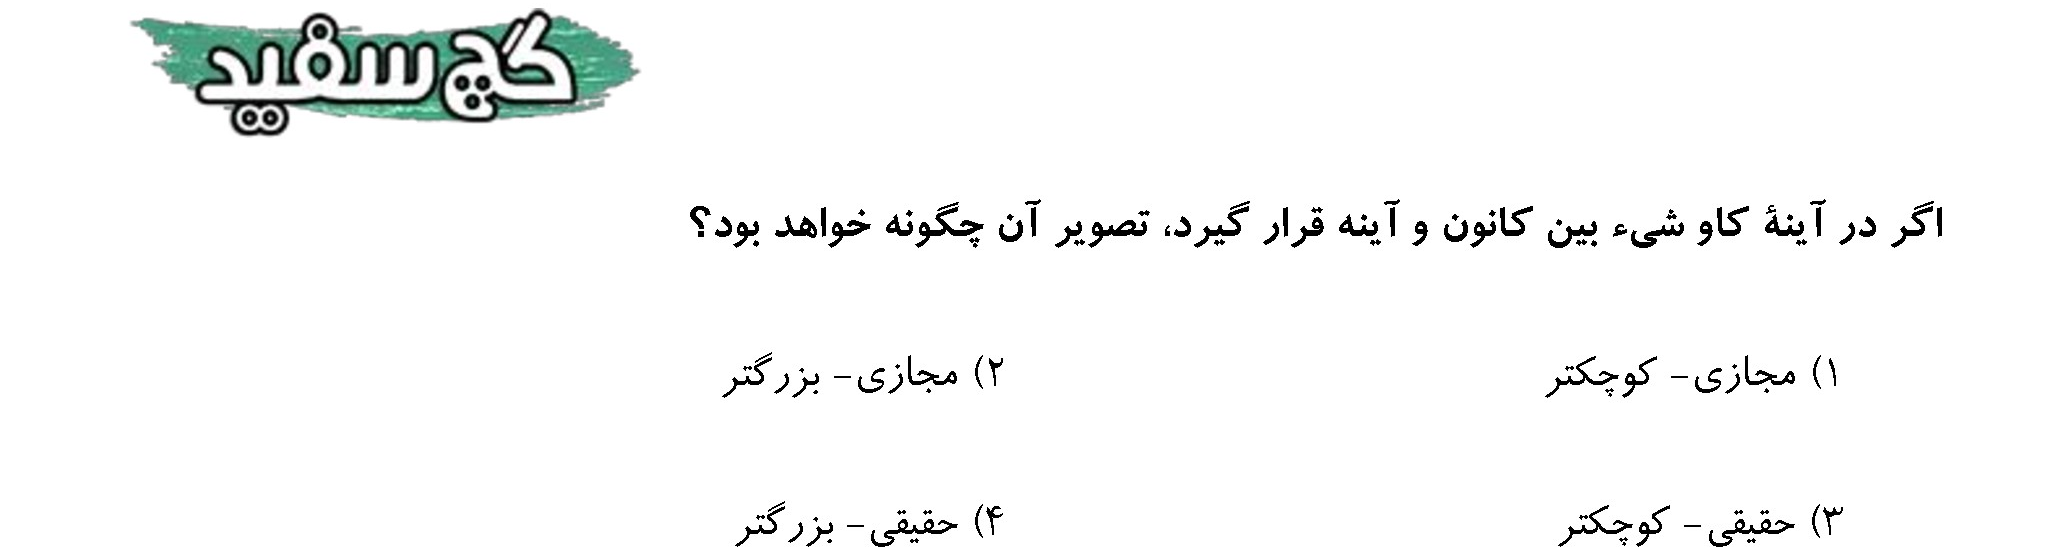 گچ سفید
اگر در آینهٔ کاو شیء بین کانون و آینه قرار گیرد، تصویر آن چگونه خواهد بود؟
۱) مجازی- کوچکتر
۲) مجازی- بزرگتر
۳) حقیقی- کوچکتر
۴) حقیقی- بزرگتر